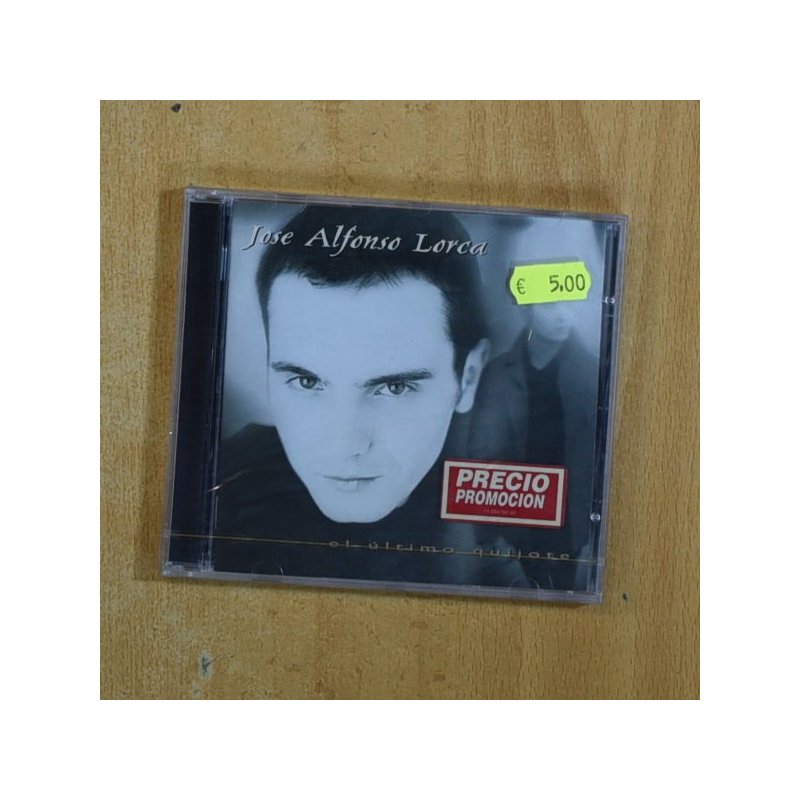 Jose Alfonso Lorca
€ 5,00
PRECIO
PROMOCION
el último quijote